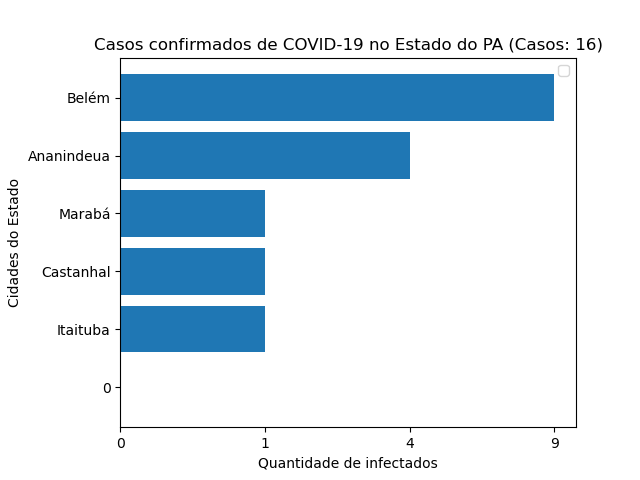 Casos confirmados de COVID-19 no Estado do PA (Casos: 16)
Belém
Ananindeua
Marabá
Castanhal
Itaituba
0
Cidades do Estado
0 1 4 9
Quantidade de infectados